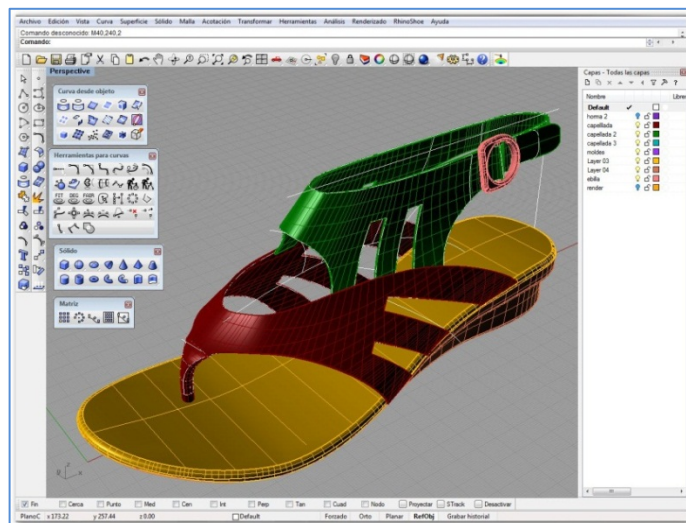 Archivo Edición Vista Curva Superficie Sólido Malla Acotación Transformar Herramientas Análisis Renderizado RhinoShoe Ayuda
Comando desconocido: M40,240,2
Comando:
Perspective
Capas - Todas las capas
Curva desde objeto
Nombre Libre
Default
horma 2
capellada
capellada 2
capellada 3
moldes
Layer 03
Layer 04
ebilla
render
Herramientas para curvas
Sólido
Matriz
z
x
Fin Cerca Punto Med Cen Int Perp Tan Cuad Nodo Proyectar STrack Desactivar
PlanoC x 173.22 y 257.44 z 0.00 Default Forzado Orto Planar RefObj Grabar historial